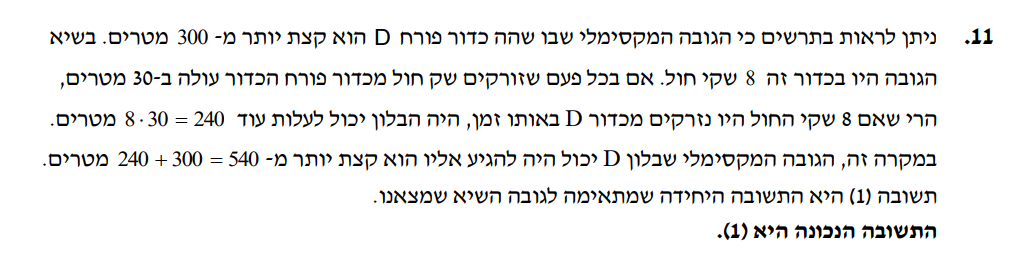 11. ניתן לראות בתרשים כי הגובה המקסימלי שבו שהה כדור פורח D הוא קצת יותר מ- 300 מטרים. בשיא
הגובה היו בכדור זה 8 שקי חול. אם בכל פעם שזורקים שק חול מכדור פורח הכדור עולה ב-30 מטרים,
הרי שאם 8 שקי החול היו נזרקים מכדור D באותו זמן, היה הבלון יכול לעלות עוד 8 · 30 = 240 מטרים.
במקרה זה, הגובה המקסימלי שבלון D יכול היה להגיע אליו הוא קצת יותר מ- 240 + 300 = 540 מטרים.
תשובה (1) היא התשובה היחידה שמתאימה לגובה השיא שמצאנו.
התשובה הנכונה היא (1).